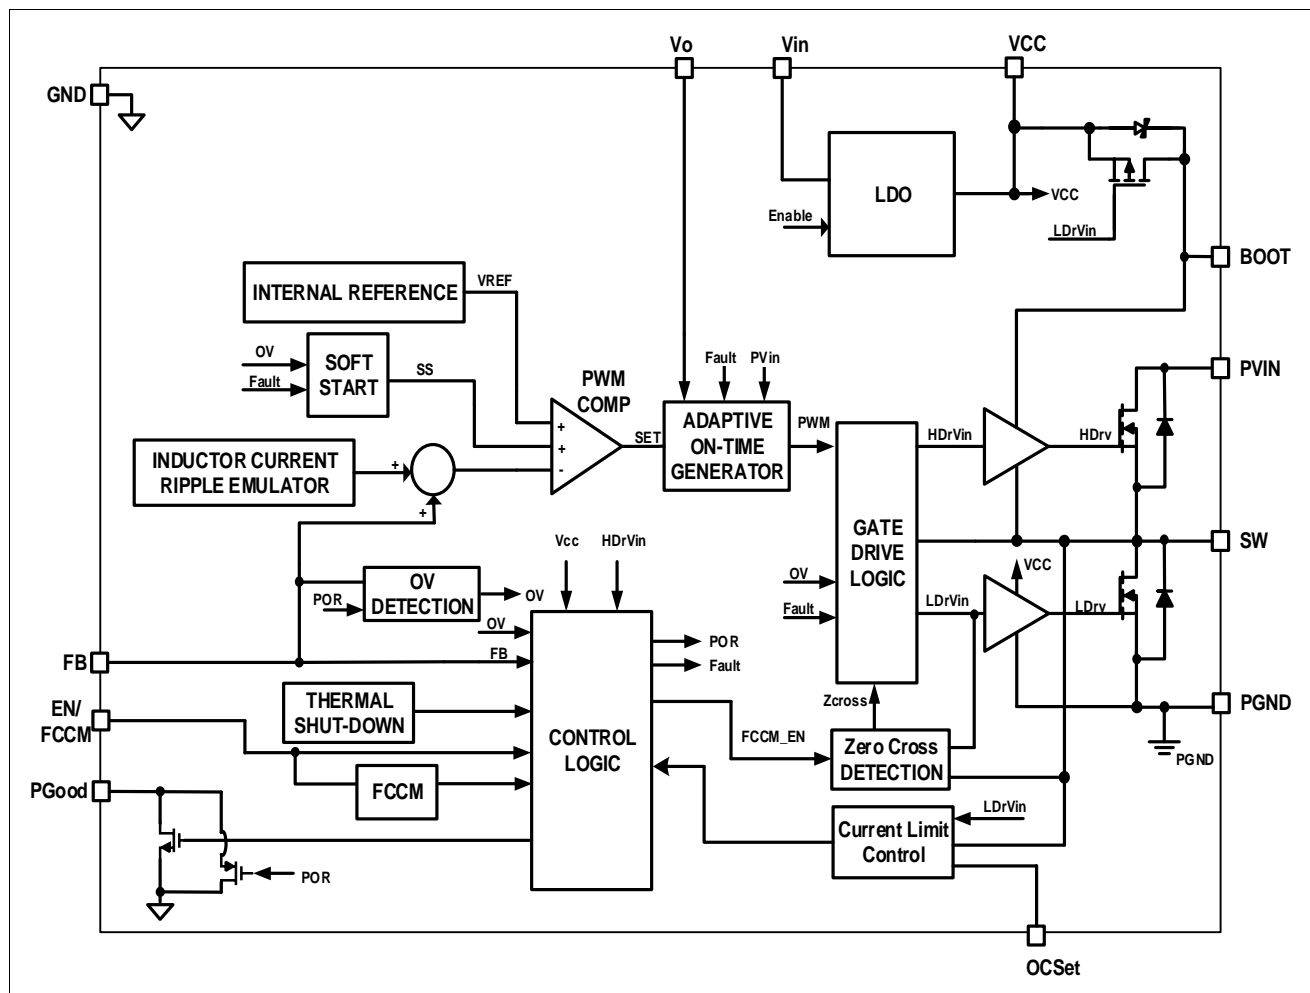 Vo
Vin
VCC
GND
LDO
VCC
Enable
LDrVin
BOOT
INTERNAL REFERENCE
VREF
OV
Fault
SOFT
START
SS
PWM
COMP
Fault
PVin
PVIN
+
+
-
SET
ADAPTIVE
ON-TIME
GENERATOR
PWM
HDrVin
HDrv
INDUCTOR CURRENT
RIPPLE EMULATOR
+
+
GATE
DRIVE
LOGIC
SW
Vcc
HDrVin
OV
DETECTION
POR
OV
OV
Fault
VCC
LDrVin
LDrv
OV
POR
Fault
FB
FB
THERMAL
SHUT-DOWN
EN/
FCCM
CONTROL
LOGIC
Zcross
FCCM_EN
Zero Cross
DETECTION
PGND
PGND
FCCM
PGood
LDrVin
Current Limit
Control
POR
OCSet